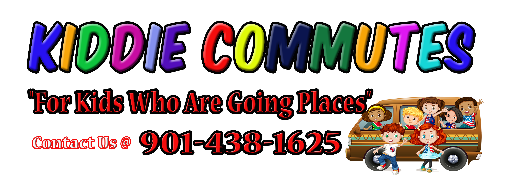 KIDDIE COMMUTES
"For Kids Who Are Going Places"
Contact Us @ 901-438-1625